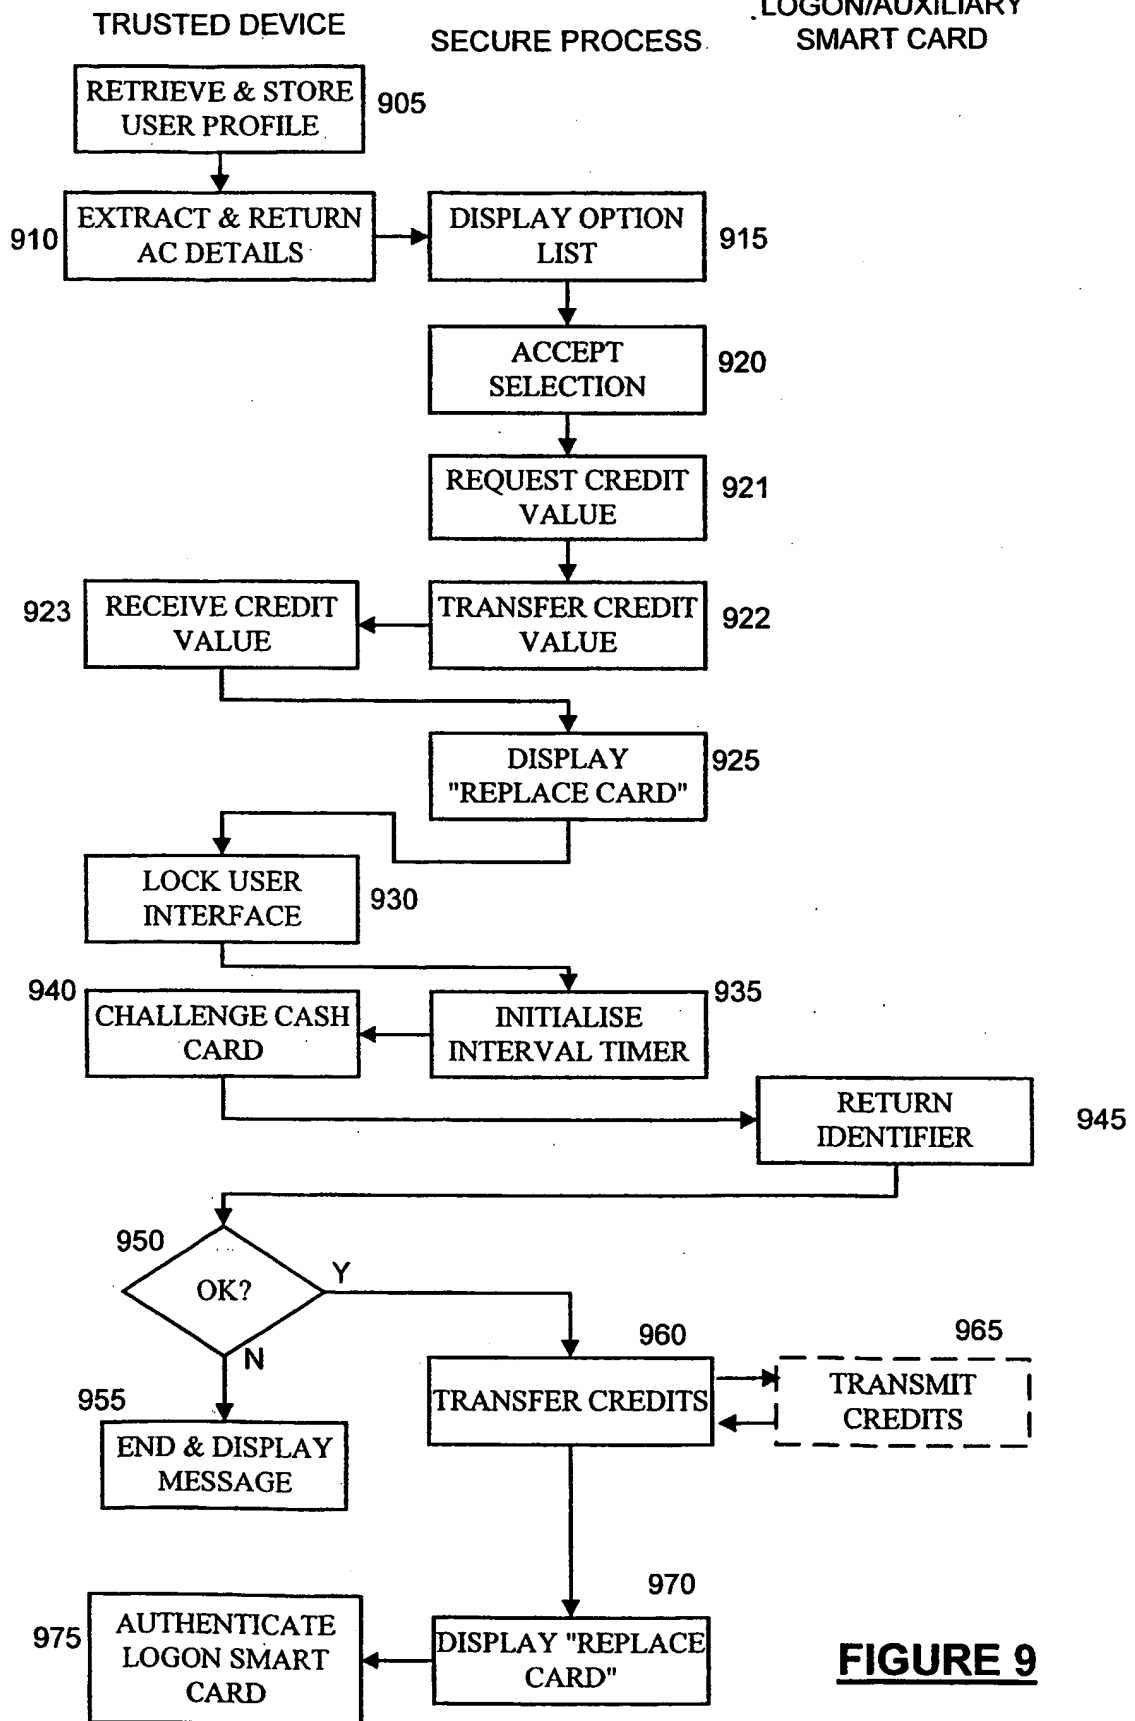 TRUSTED DEVICE
SECURE PROCESS
LOGON/AUXILIARY
SMART CARD
RETRIEVE & STORE
USER PROFILE
905
910
EXTRACT & RETURN
AC DETAILS
DISPLAY OPTION
LIST
915
ACCEPT
SELECTION
920
REQUEST CREDIT
VALUE
921
923
RECEIVE CREDIT
VALUE
TRANSFER CREDIT
VALUE
922
DISPLAY
"REPLACE CARD"
925
LOCK USER
INTERFACE
930
940
CHALLENGE CASH
CARD
INITIALISE
INTERVAL TIMER
935
RETURN
IDENTIFIER
945
950
OK?
Y
N
955
END & DISPLAY
MESSAGE
960
TRANSFER CREDITS
965
TRANSMIT
CREDITS
970
DISPLAY "REPLACE
CARD"
975
AUTHENTICATE
LOGON SMART
CARD
FIGURE 9